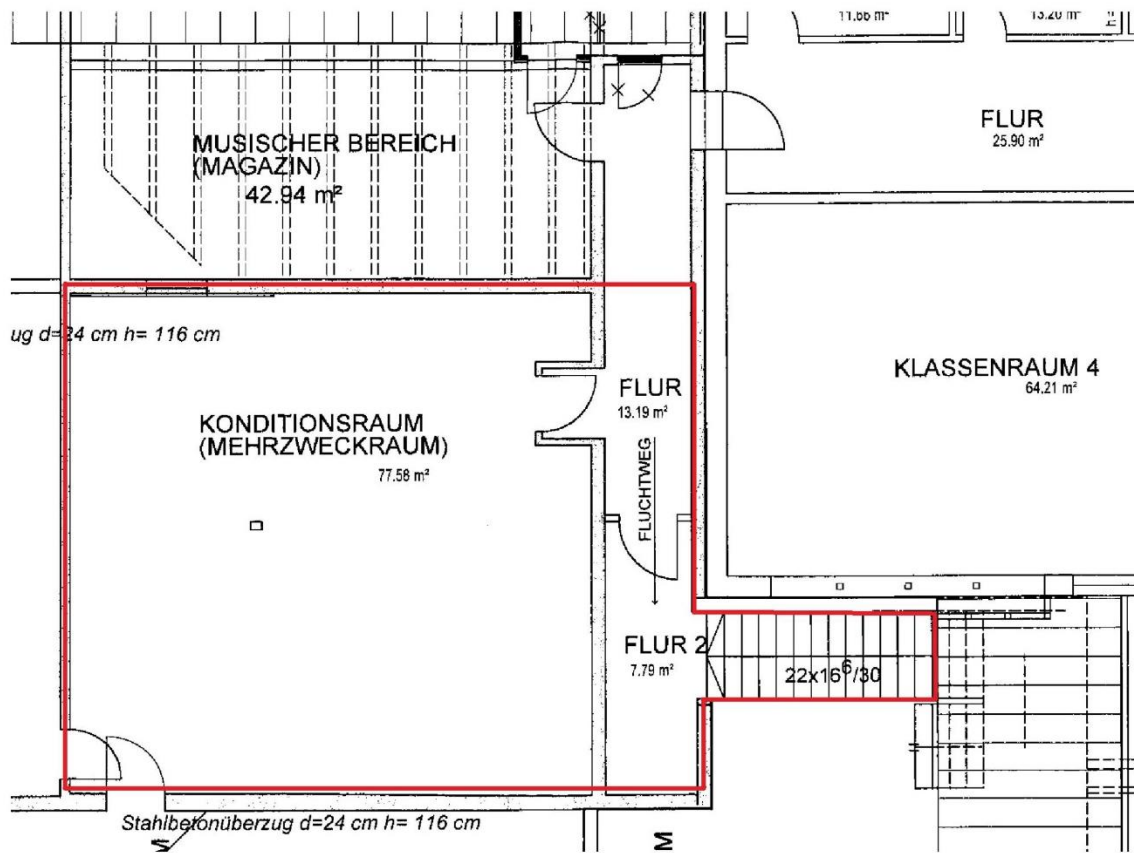 11.66 m²
13.20 m²
FLUR
25.90 m²
MUSISCHER BEREICH
(MAGAZIN)
42.94 m²
ug d=24 cm h= 116 cm
KLASSENRAUM 4
64.21 m²
FLUR
13.19 m²
KONDITIONSRAUM
(MEHRZWECKRAUM)
77.58 m²
FLUCHTWEG
FLUR 2
7.79 m²
22x16⁶/30
Stahlbetonüberzug d=24 cm h= 116 cm
M
M